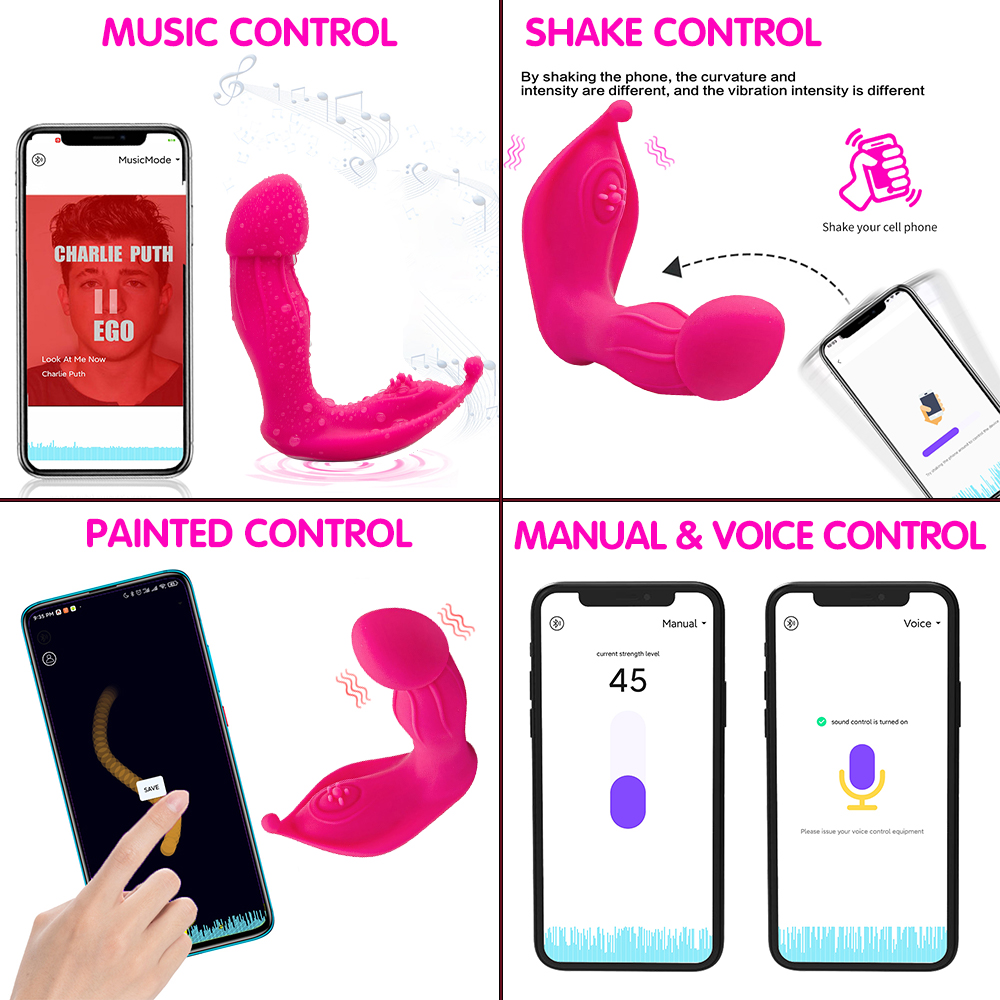 MUSIC CONTROL
MusicMode
CHARLIE PUTH
EGO
Look At Me Now
Charlie Puth
SHAKE CONTROL
By shaking the phone, the curvature and
intensity are different, and the vibration intensity is different
Shake your cell phone
PAINTED CONTROL
9:35 PM
SAVE
MANUAL & VOICE CONTROL
Manual
current strength level
45
Voice
sound control is turned on
Please issue your voice control equipment